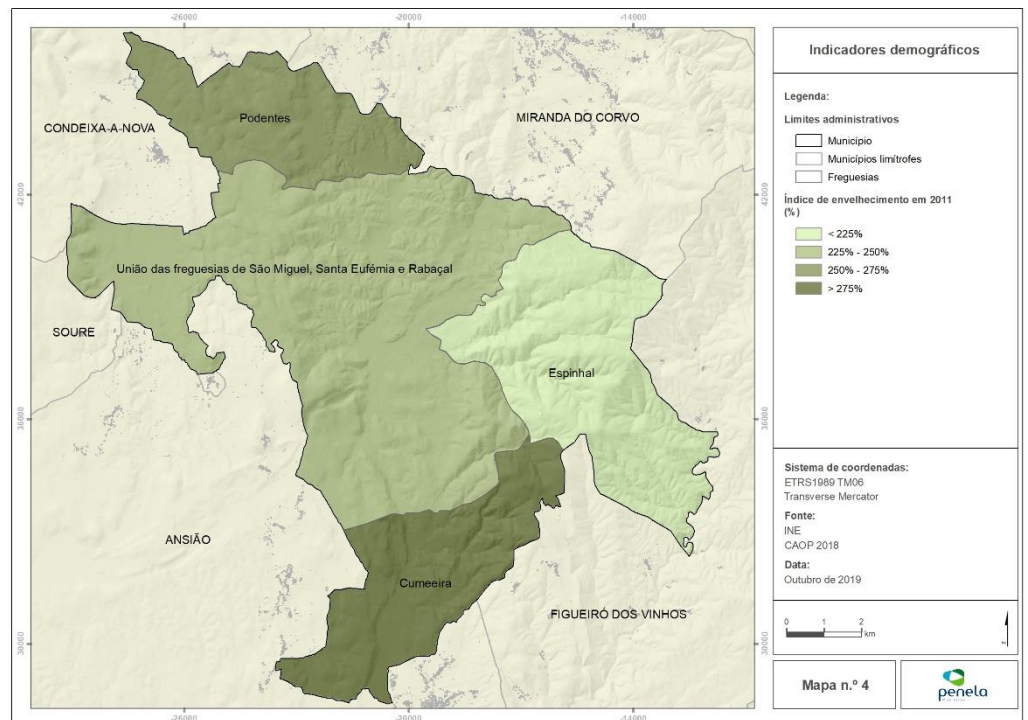 -26000 -20000 -14000
Indicadores demográficos
Legenda:
Limites administrativos
Município
Municípios limítrofes
Freguesias
Índice de envelhecimento em 2011
(%)
< 225%
225% - 250%
250% - 275%
> 275%
CONDEIXA-A-NOVA
Podentes
MIRANDA DO CORVO
42000 42000
União das freguesias de São Miguel, Santa Eufémia e Rabaçal
SOURE
Espinhal
36000 36000
ANSIÃO
Cumeeira
FIGUEIRÓ DOS VINHOS
30000 30000
-26000 -20000 -14000
Sistema de coordenadas:
ETRS1989 TM06
Transverse Mercator
Fonte:
INE
CAOP 2018
Data:
Outubro de 2019
0 1 2
km
Mapa n.º 4
penela